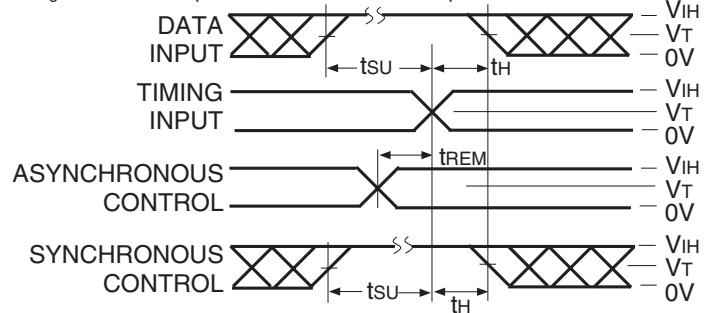 DATA INPUT
VIH
VT
0V
tSU
tH
TIMING INPUT
VIH
VT
0V
tREM
ASYNCHRONOUS CONTROL
VIH
VT
0V
SYNCHRONOUS CONTROL
VIH
VT
0V
tSU
tH